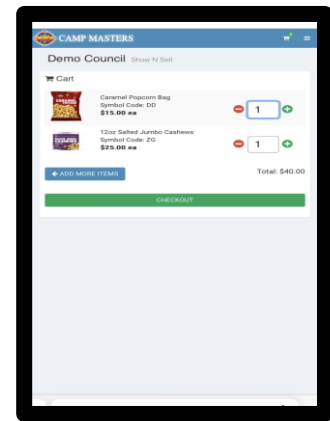 CAMP MASTERS
Demo Council Show N Sell
Cart
Caramel Popcorn Bag
Symbol Code: DD
$15.00 ea
1
12oz Salted Jumbo Cashews
Symbol Code: ZG
$25.00 ea
1
ADD MORE ITEMS
Total: $40.00
CHECKOUT